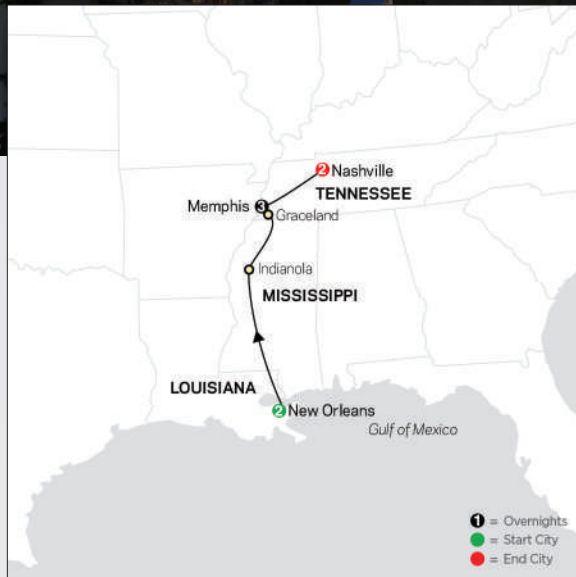 2 Nashville
TENNESSEE
Memphis 3
Graceland
Indianola
MISSISSIPPI
LOUISIANA
2 New Orleans
Gulf of Mexico
1 = Overnights
= Start City
= End City